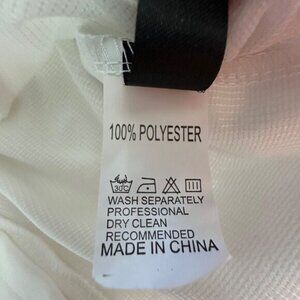 100% POLYESTER
30°C
WASH SEPARATELY
PROFESSIONAL
DRY CLEAN
RECOMMENDED
MADE IN CHINA